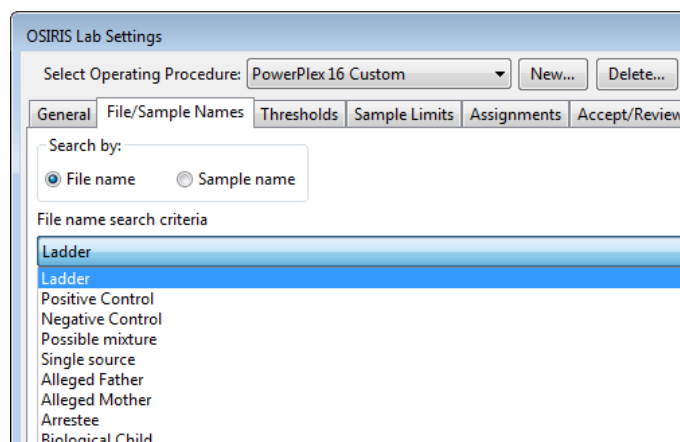 OSIRIS Lab Settings
Select Operating Procedure: PowerPlex 16 Custom New... Delete...
General File/Sample Names Thresholds Sample Limits Assignments Accept/Review
Search by:
File name Sample name
File name search criteria
Ladder
Ladder
Positive Control
Negative Control
Possible mixture
Single source
Alleged Father
Alleged Mother
Arrestee
Biological Child